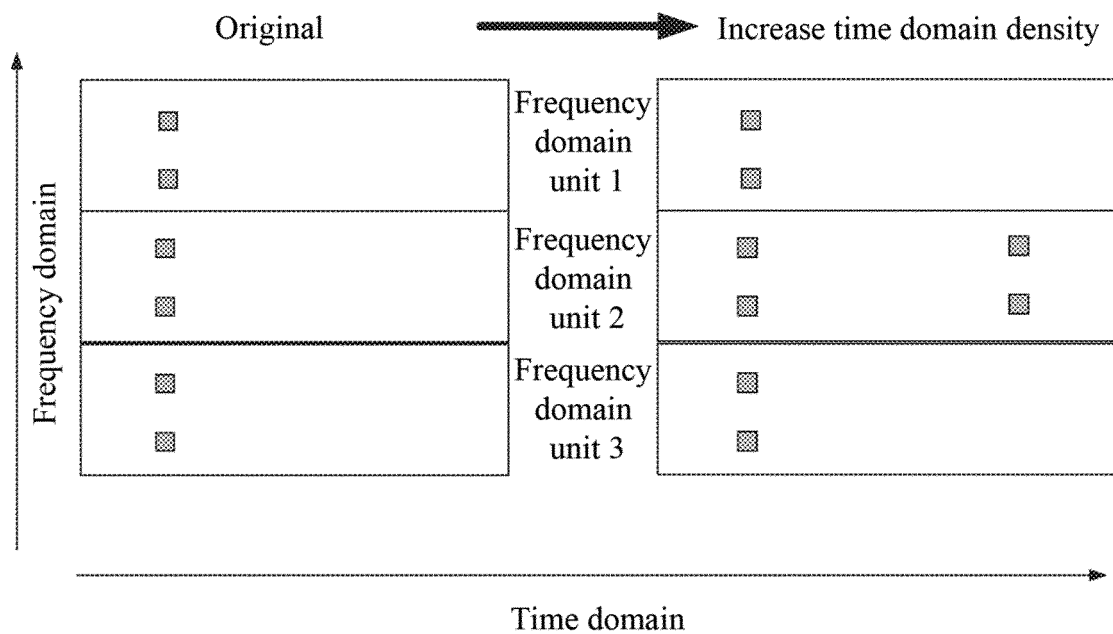 Original
Increase time domain density
Frequency
domain
unit 1
Frequency
domain
unit 2
Frequency
domain
unit 3
Frequency domain
Time domain